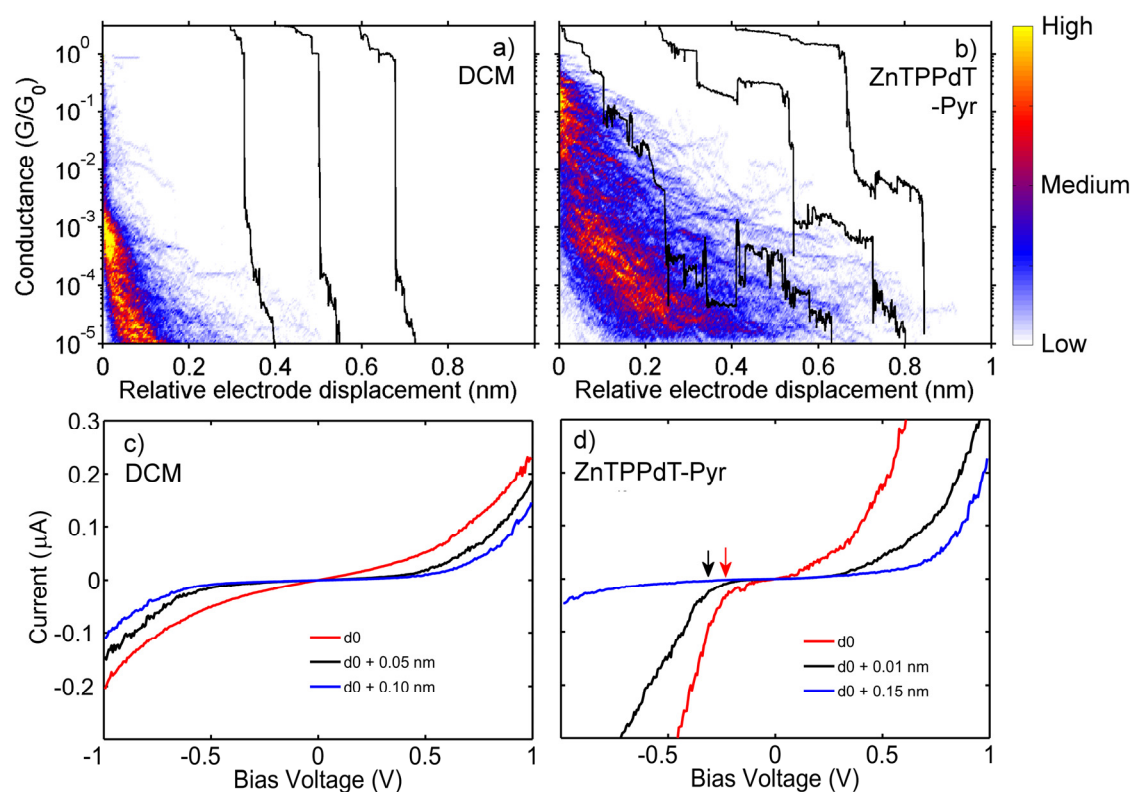 a)
DCM
b)
ZnTPPdT
-Pyr
High
Medium
Low
Conductance (G/G0)
10^0
10^-1
10^-2
10^-3
10^-4
10^-5
0 0.2 0.4 0.6 0.8
0 0.2 0.4 0.6 0.8 1
Relative electrode displacement (nm)
Relative electrode displacement (nm)
c)
DCM
d)
ZnTPPdT-Pyr
Current (μA)
0.3
0.2
0.1
0
-0.1
-0.2
d0
d0 + 0.05 nm
d0 + 0.10 nm
d0
d0 + 0.01 nm
d0 + 0.15 nm
-1 -0.5 0 0.5 1
-0.5 0 0.5 1
Bias Voltage (V)
Bias Voltage (V)